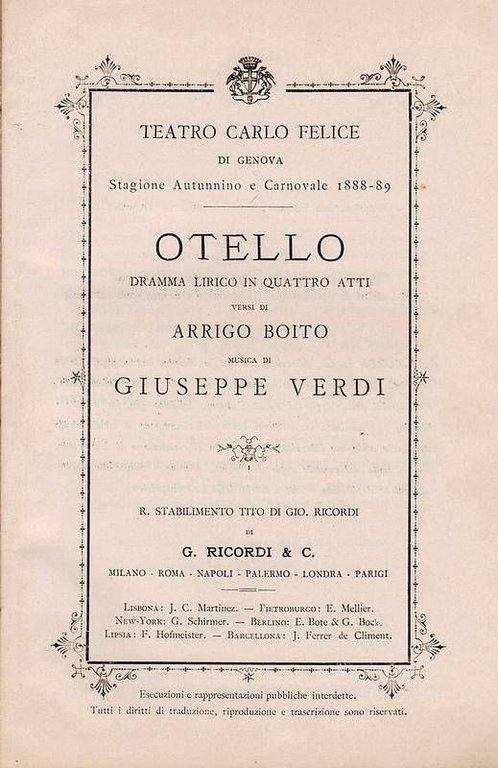 TEATRO CARLO FELICE
DI GENOVA
Stagione Autunnino e Carnovale 1888-89
OTELLO
DRAMMA LIRICO IN QUATTRO ATTI
VERSI DI
ARRIGO BOITO
MUSICA DI
GIUSEPPE VERDI
R. STABILIMENTO TITO DI GIO. RICORDI
DI
G. RICORDI & C.
MILANO - ROMA - NAPOLI - PALERMO - LONDRA - PARIGI
LISBONA: J. C. Martinez. — PIETROBURGO: E. Mellier.
NEW-YORK: G. Schirmer. — BERLINO: E. Bote & G. Bock.
LIPSIA: F. Hofmeister. — BARCELLONA: J. Ferrer de Climent.
Esecuzioni e rappresentazioni pubbliche interdette.
Tutti i diritti di traduzione, riproduzione e trascrizione sono riservati.